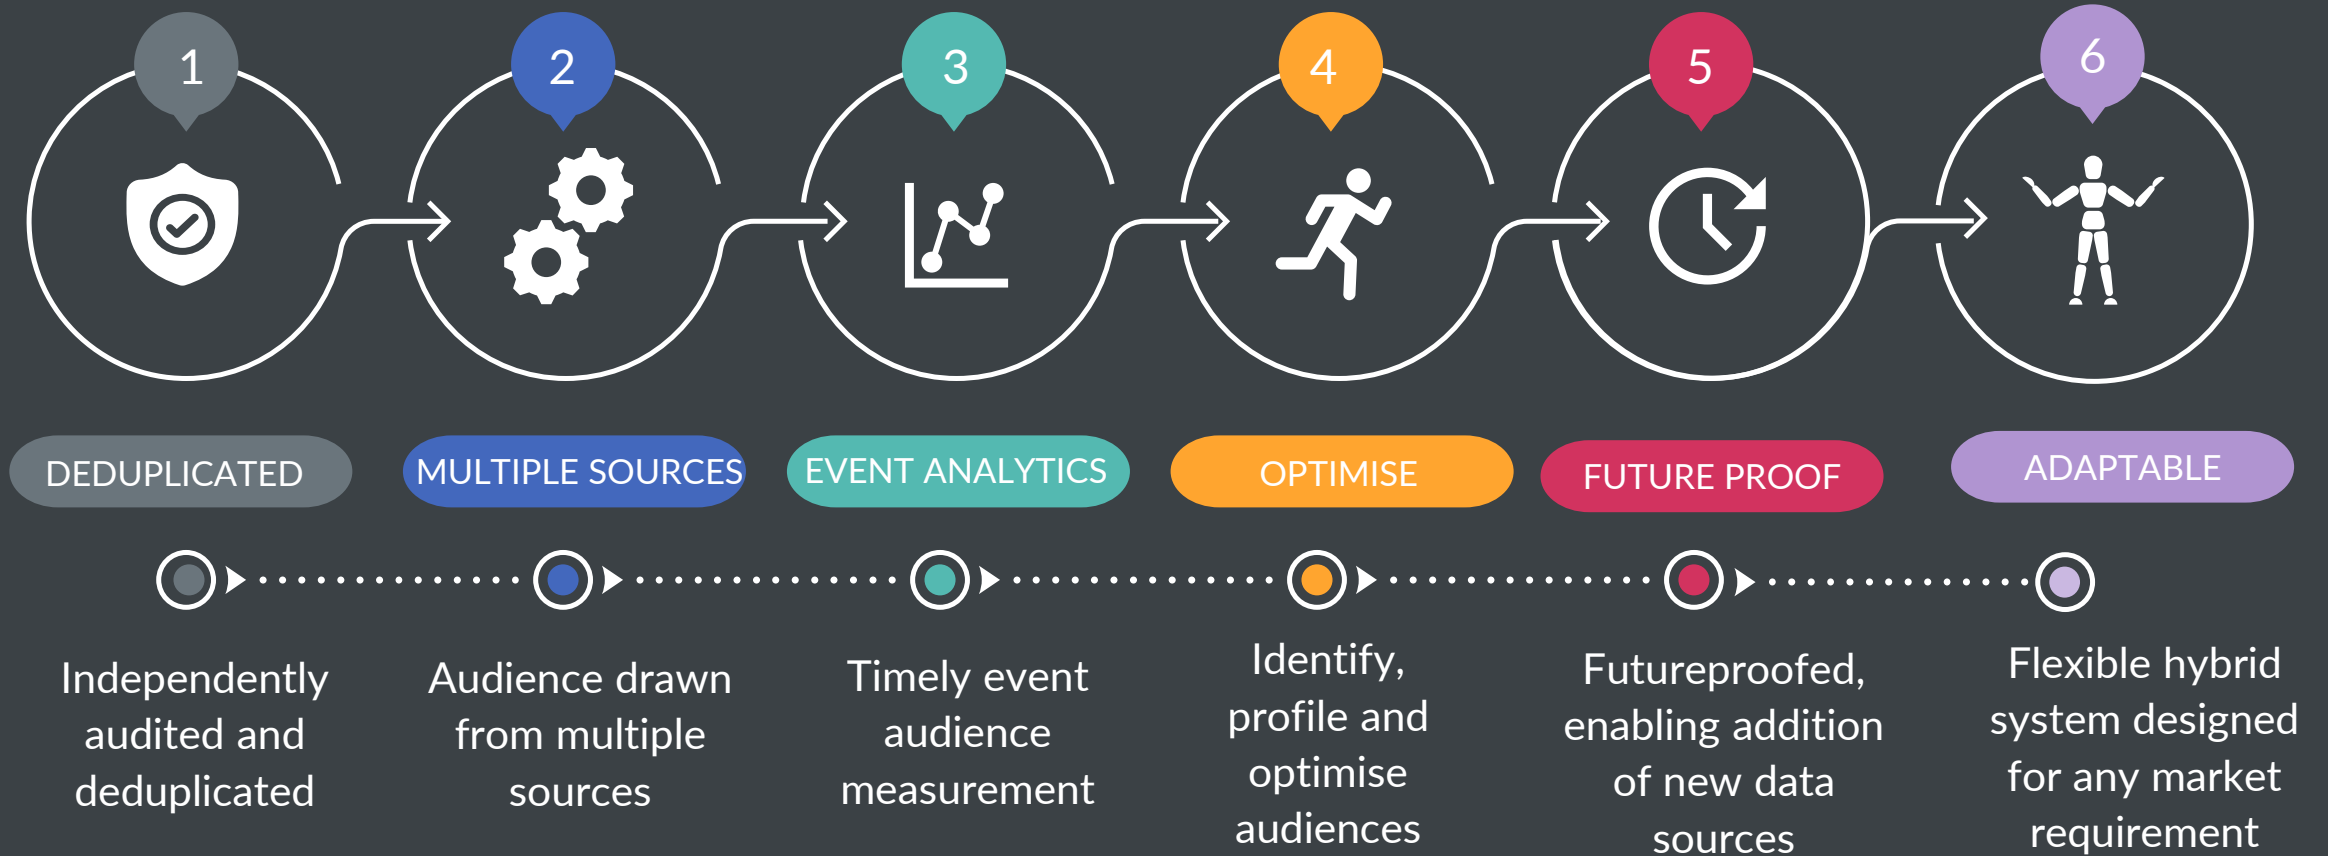 1
2
3
4
5
6
DEDUPLICATED
MULTIPLE SOURCES
EVENT ANALYTICS
OPTIMISE
FUTURE PROOF
ADAPTABLE
Independently
audited and
deduplicated
Audience drawn
from multiple
sources
Timely event
audience
measurement
Identify,
profile and
optimise
audiences
Futureproofed,
enabling addition
of new data
sources
Flexible hybrid
system designed
for any market
requirement